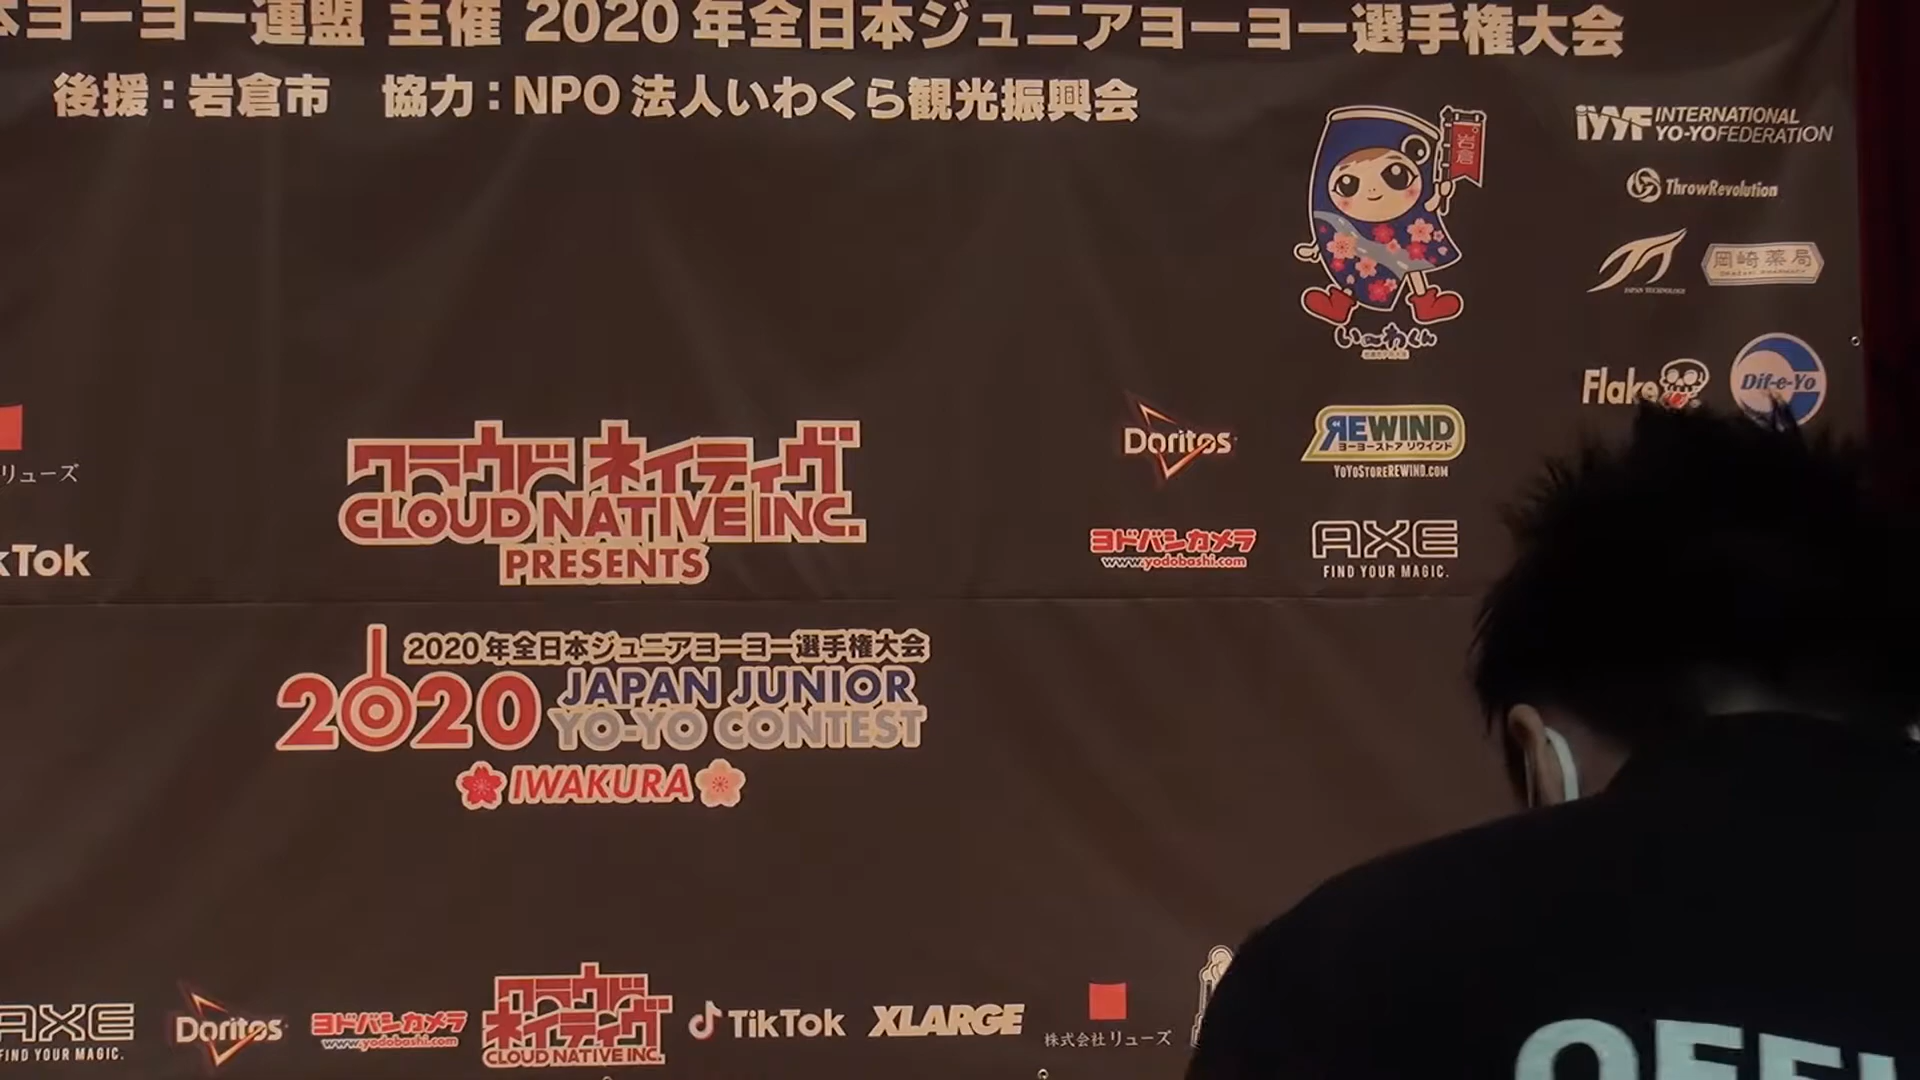 ヨーヨー連盟 主催 2020年全日本ジュニアヨーヨー選手権大会
後援：岩倉市 協力：NPO法人いわくら観光振興会
岩倉
iYYF INTERNATIONAL YO-YO FEDERATION
ThrowRevolution
JAPAN TECHNOLOGY
岡崎薬局
い〜わくん
Flake
Dif-e-Yo
リューズ
クラウドネイティヴ
CLOUD NATIVE INC.
PRESENTS
Doritos
REWIND
ヨーヨーストア リワインド
YOYOSTOREREWIND.COM
kTok
ヨドバシカメラ
www.yodobashi.com
AXE
FIND YOUR MAGIC.
2020年全日本ジュニアヨーヨー選手権大会
2020 JAPAN JUNIOR
YO-YO CONTEST
IWAKURA
AXE
FIND YOUR MAGIC.
Doritos
ヨドバシカメラ
www.yodobashi.com
クラウド
ネイティヴ
CLOUD NATIVE INC.
TikTok
XLARGE
株式会社リューズ
OFFI